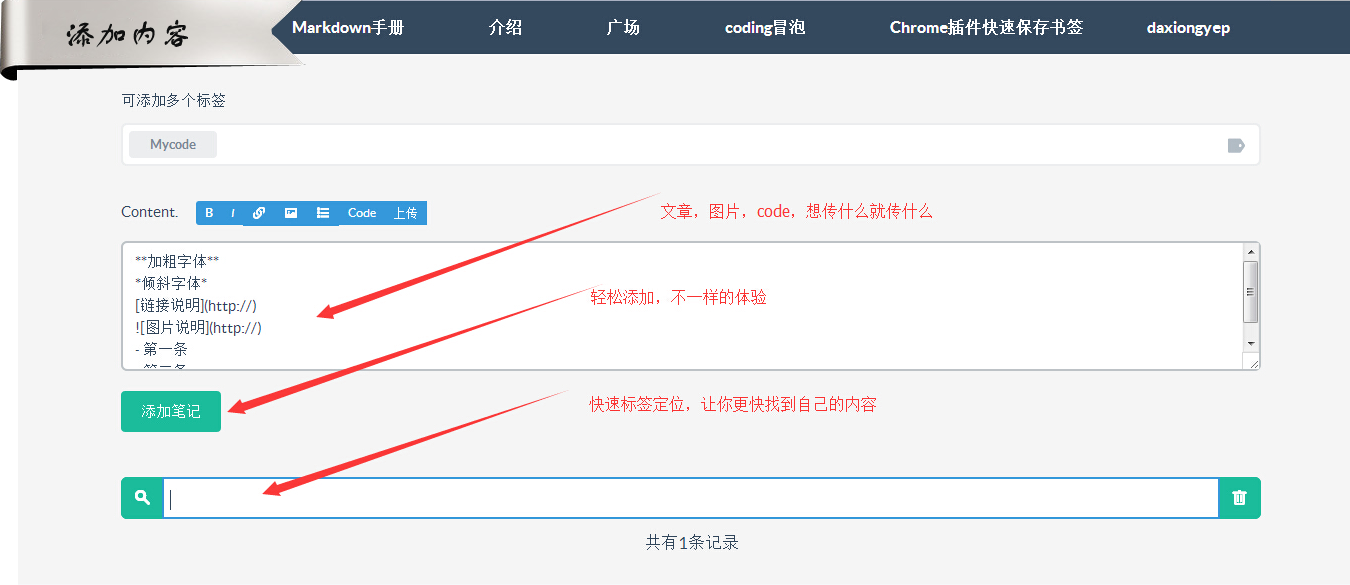 添加内容
Markdown手册 介绍 广场 coding冒泡 Chrome插件快速保存书签 daxiongyep
可添加多个标签
Mycode
Content. B I Code 上传
文章，图片，code，想传什么就传什么
**加粗字体**
*倾斜字体*
[链接说明](http://)
轻松添加，不一样的体验
![图片说明](http://)
- 第一条
添加笔记
快速标签定位，让你更快找到自己的内容
共有1条记录